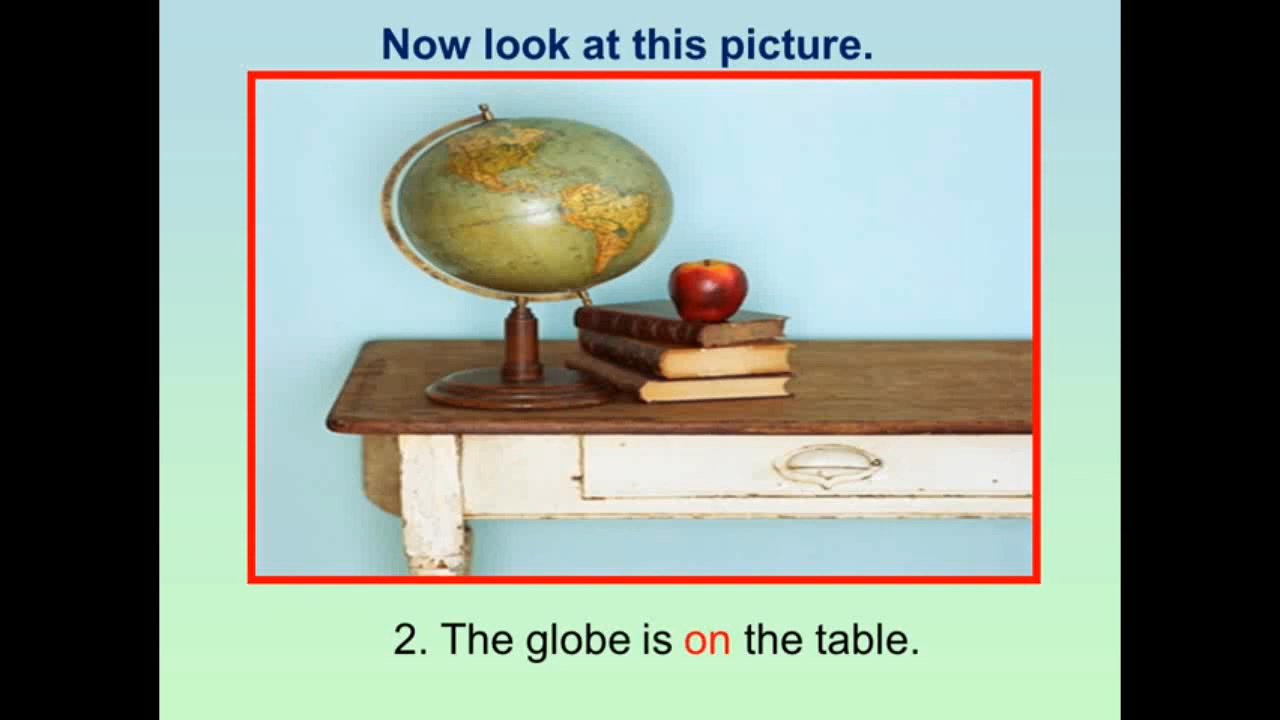 Now look at this picture.
2. The globe is on the table.